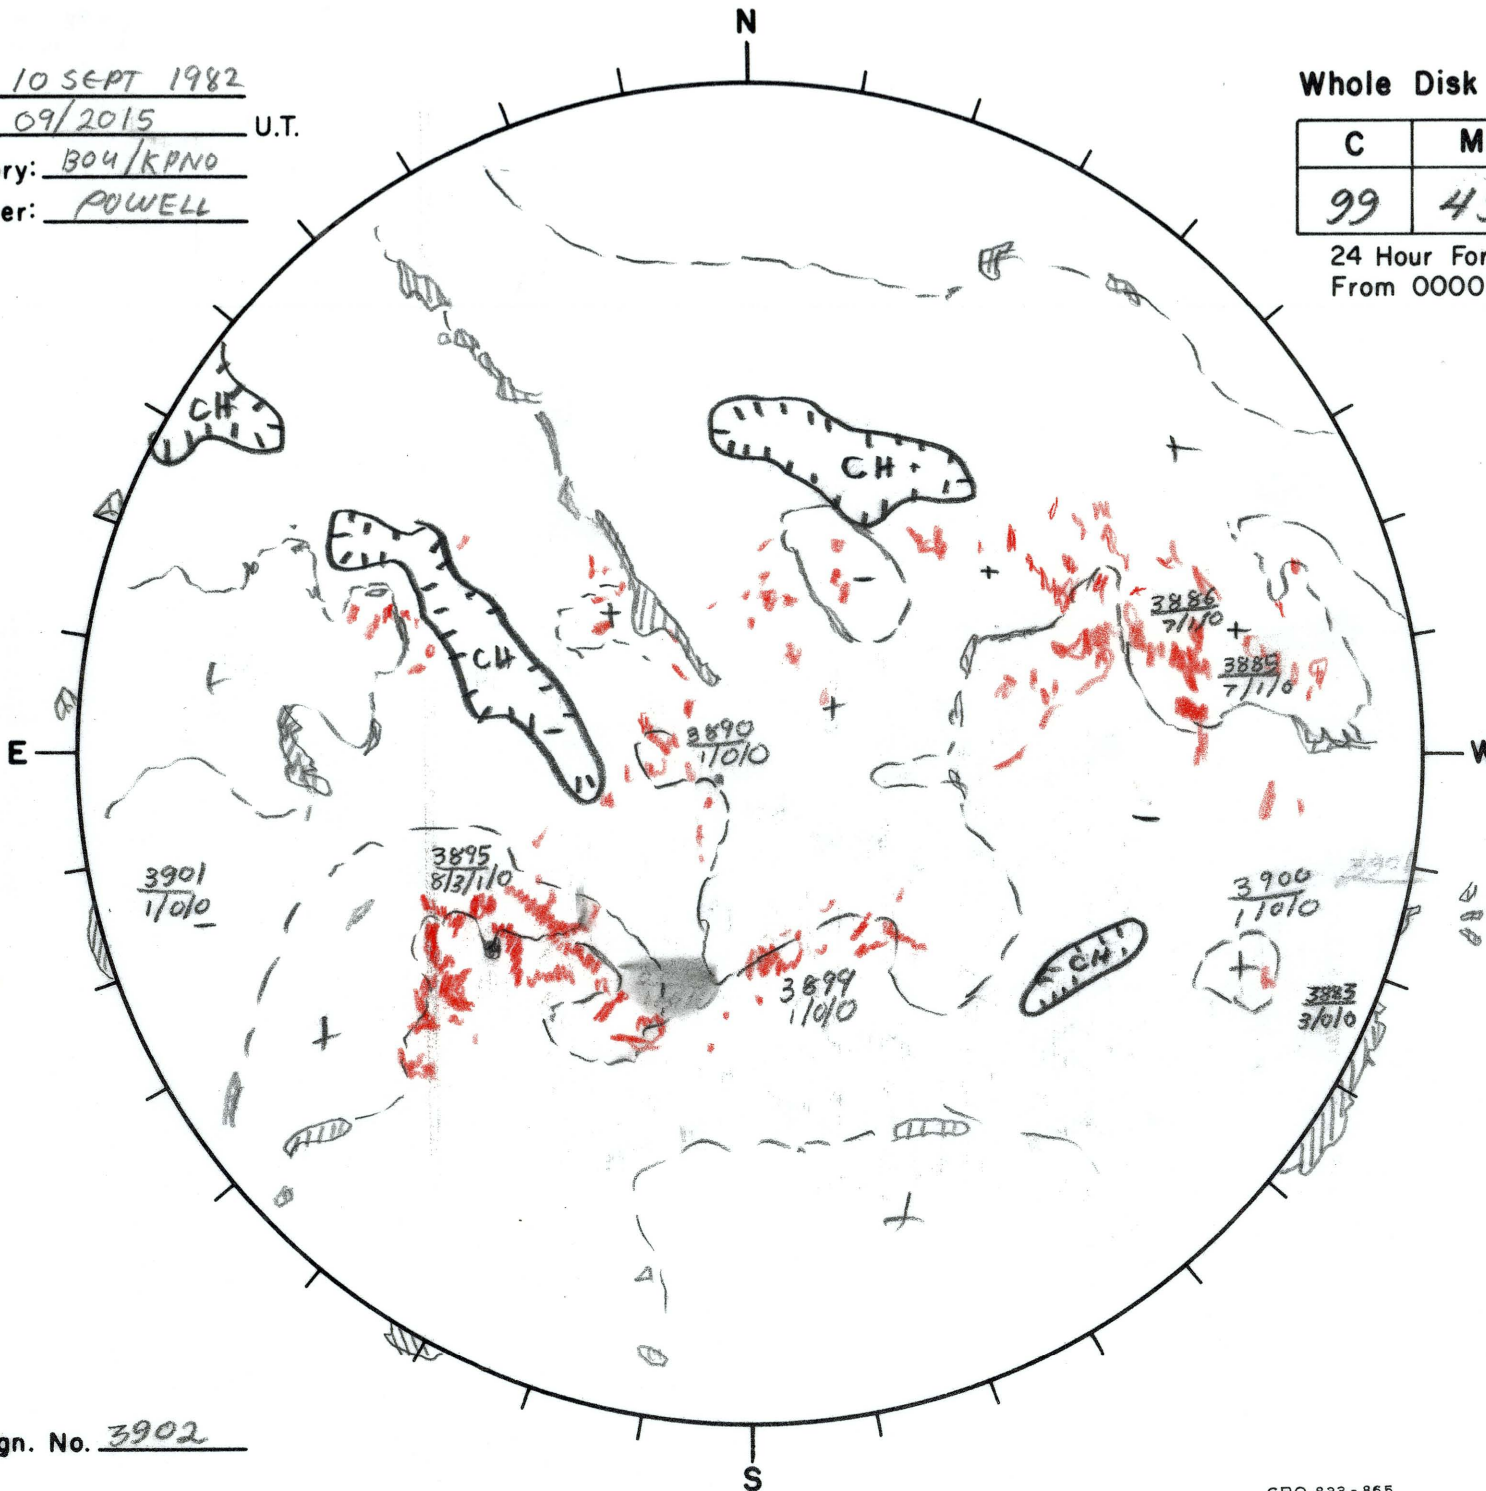 N
10 SEPT 1982
09/2015 U.T.
ry: BOU/KPNO
er: POWELL
Whole Disk
C M
99 4
24 Hour For
From 0000
CH
CH
CH
3886
7/1/0
3885
7/1/0
3890
1/0/0
E
W
3895
8/3/1/0
3901
1/0/0
3900
1/0/0
CH
3899
1/0/0
3883
3/0/0
gn. No. 3902
S